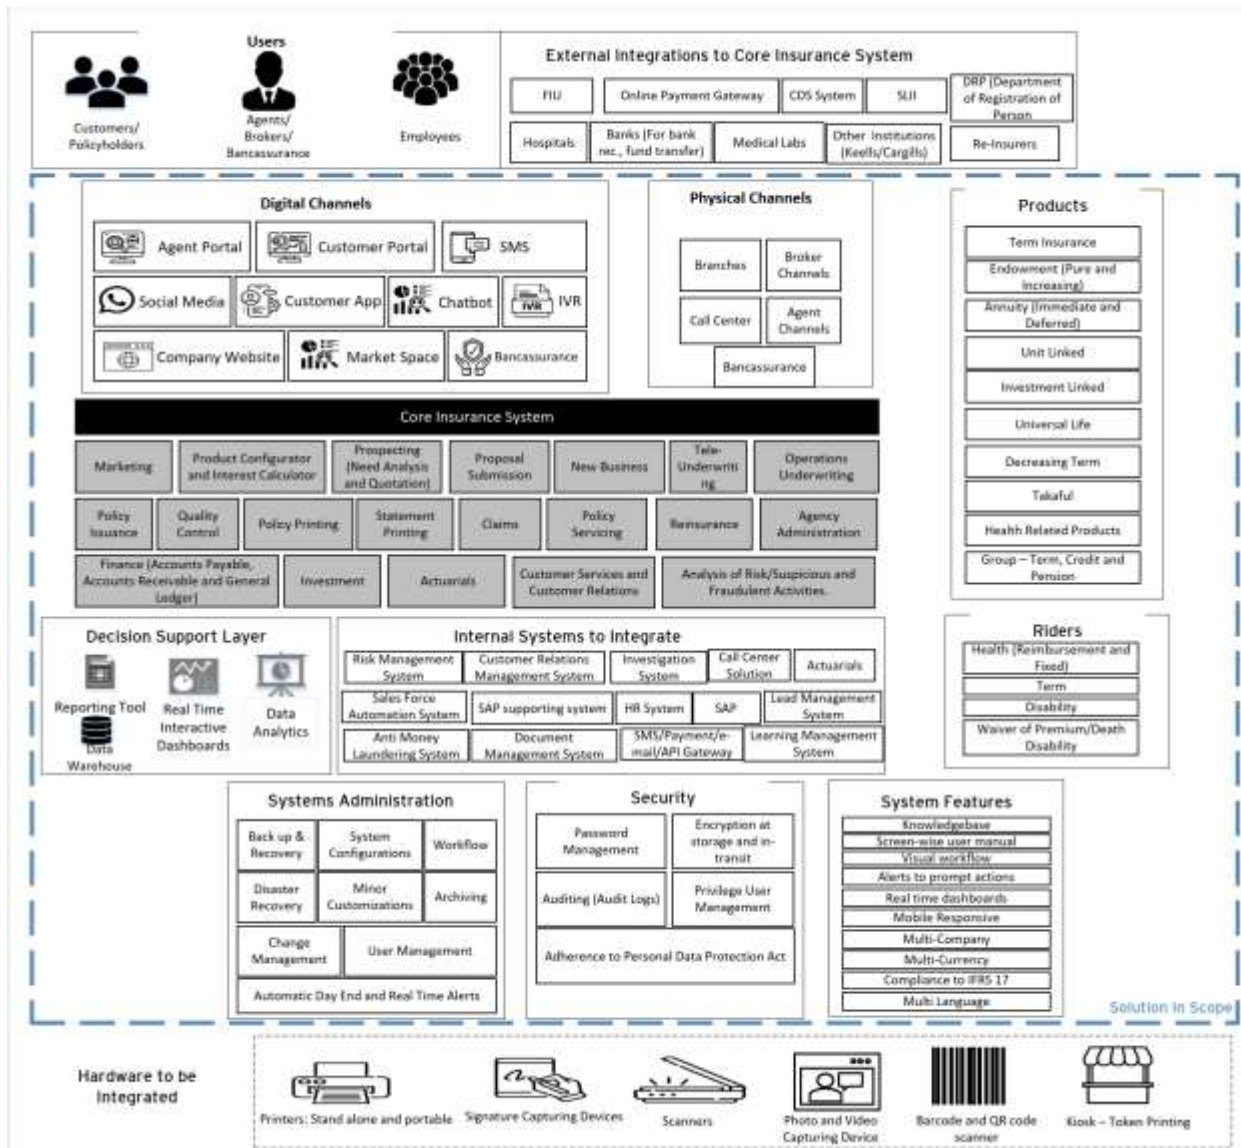 Users
Customers/
Policyholders
Agents/
Brokers/
Bancassurance
Employees
External Integrations to Core Insurance System
FIU
Online Payment Gateway
CDS System
SLII
DRP (Department
of Registration of
Person
Hospitals
Banks (For bank
rec., fund transfer)
Medical Labs
Other Institutions
(Keells/Cargills)
Re-Insurers
Digital Channels
Agent Portal
Customer Portal
SMS
Social Media
Customer App
Chatbot
IVR
IVR
Company Website
Market Space
Bancassurance
Physical Channels
Branches
Broker
Channels
Call Center
Agent
Channels
Bancassurance
Products
Term Insurance
Endowment (Pure and
Increasing)
Annuity (Immediate and
Deferred)
Unit Linked
Investment Linked
Universal Life
Decreasing Term
Takaful
Health Related Products
Group – Term, Credit and
Pension
Core Insurance System
Marketing
Product Configurator
and Interest Calculator
Prospecting
(Need Analysis
and Quotation)
Proposal
Submission
New Business
Tele-
Underwriti
ng
Operations
Underwriting
Policy
Issuance
Quality
Control
Policy Printing
Statement
Printing
Claims
Policy
Servicing
Reinsurance
Agency
Administration
Finance (Accounts Payable,
Accounts Receivable and General
Ledger)
Investment
Actuarials
Customer Services and
Customer Relations
Analysis of Risk/Suspicious and
Fraudulent Activities.
Decision Support Layer
Reporting Tool
Data
Warehouse
Real Time
Interactive
Dashboards
Data
Analytics
Internal Systems to Integrate
Risk Management
System
Customer Relations
Management System
Investigation
System
Call Center
Solution
Actuarials
Sales Force
Automation System
SAP supporting system
HR System
SAP
Lead Management
System
Anti Money
Laundering System
Document
Management System
SMS/Payment/e-
mail/API Gateway
Learning Management
System
Riders
Health (Reimbursement and
Fixed)
Term
Disability
Waiver of Premium/Death
Disability
Systems Administration
Back up &
Recovery
System
Configurations
Workflow
Disaster
Recovery
Minor
Customizations
Archiving
Change
Management
User Management
Automatic Day End and Real Time Alerts
Security
Password
Management
Encryption at
storage and in-
transit
Auditing (Audit Logs)
Privilege User
Management
Adherence to Personal Data Protection Act
System Features
Knowledgebase
Screen-wise user manual
Visual workflow
Alerts to prompt actions
Real time dashboards
Mobile Responsive
Multi-Company
Multi-Currency
Compliance to IFRS 17
Multi Language
Solution in Scope
Hardware to be
Integrated
Printers: Stand alone and portable
Signature Capturing Devices
Scanners
Photo and Video
Capturing Device
Barcode and QR code
scanner
Kiosk – Token Printing